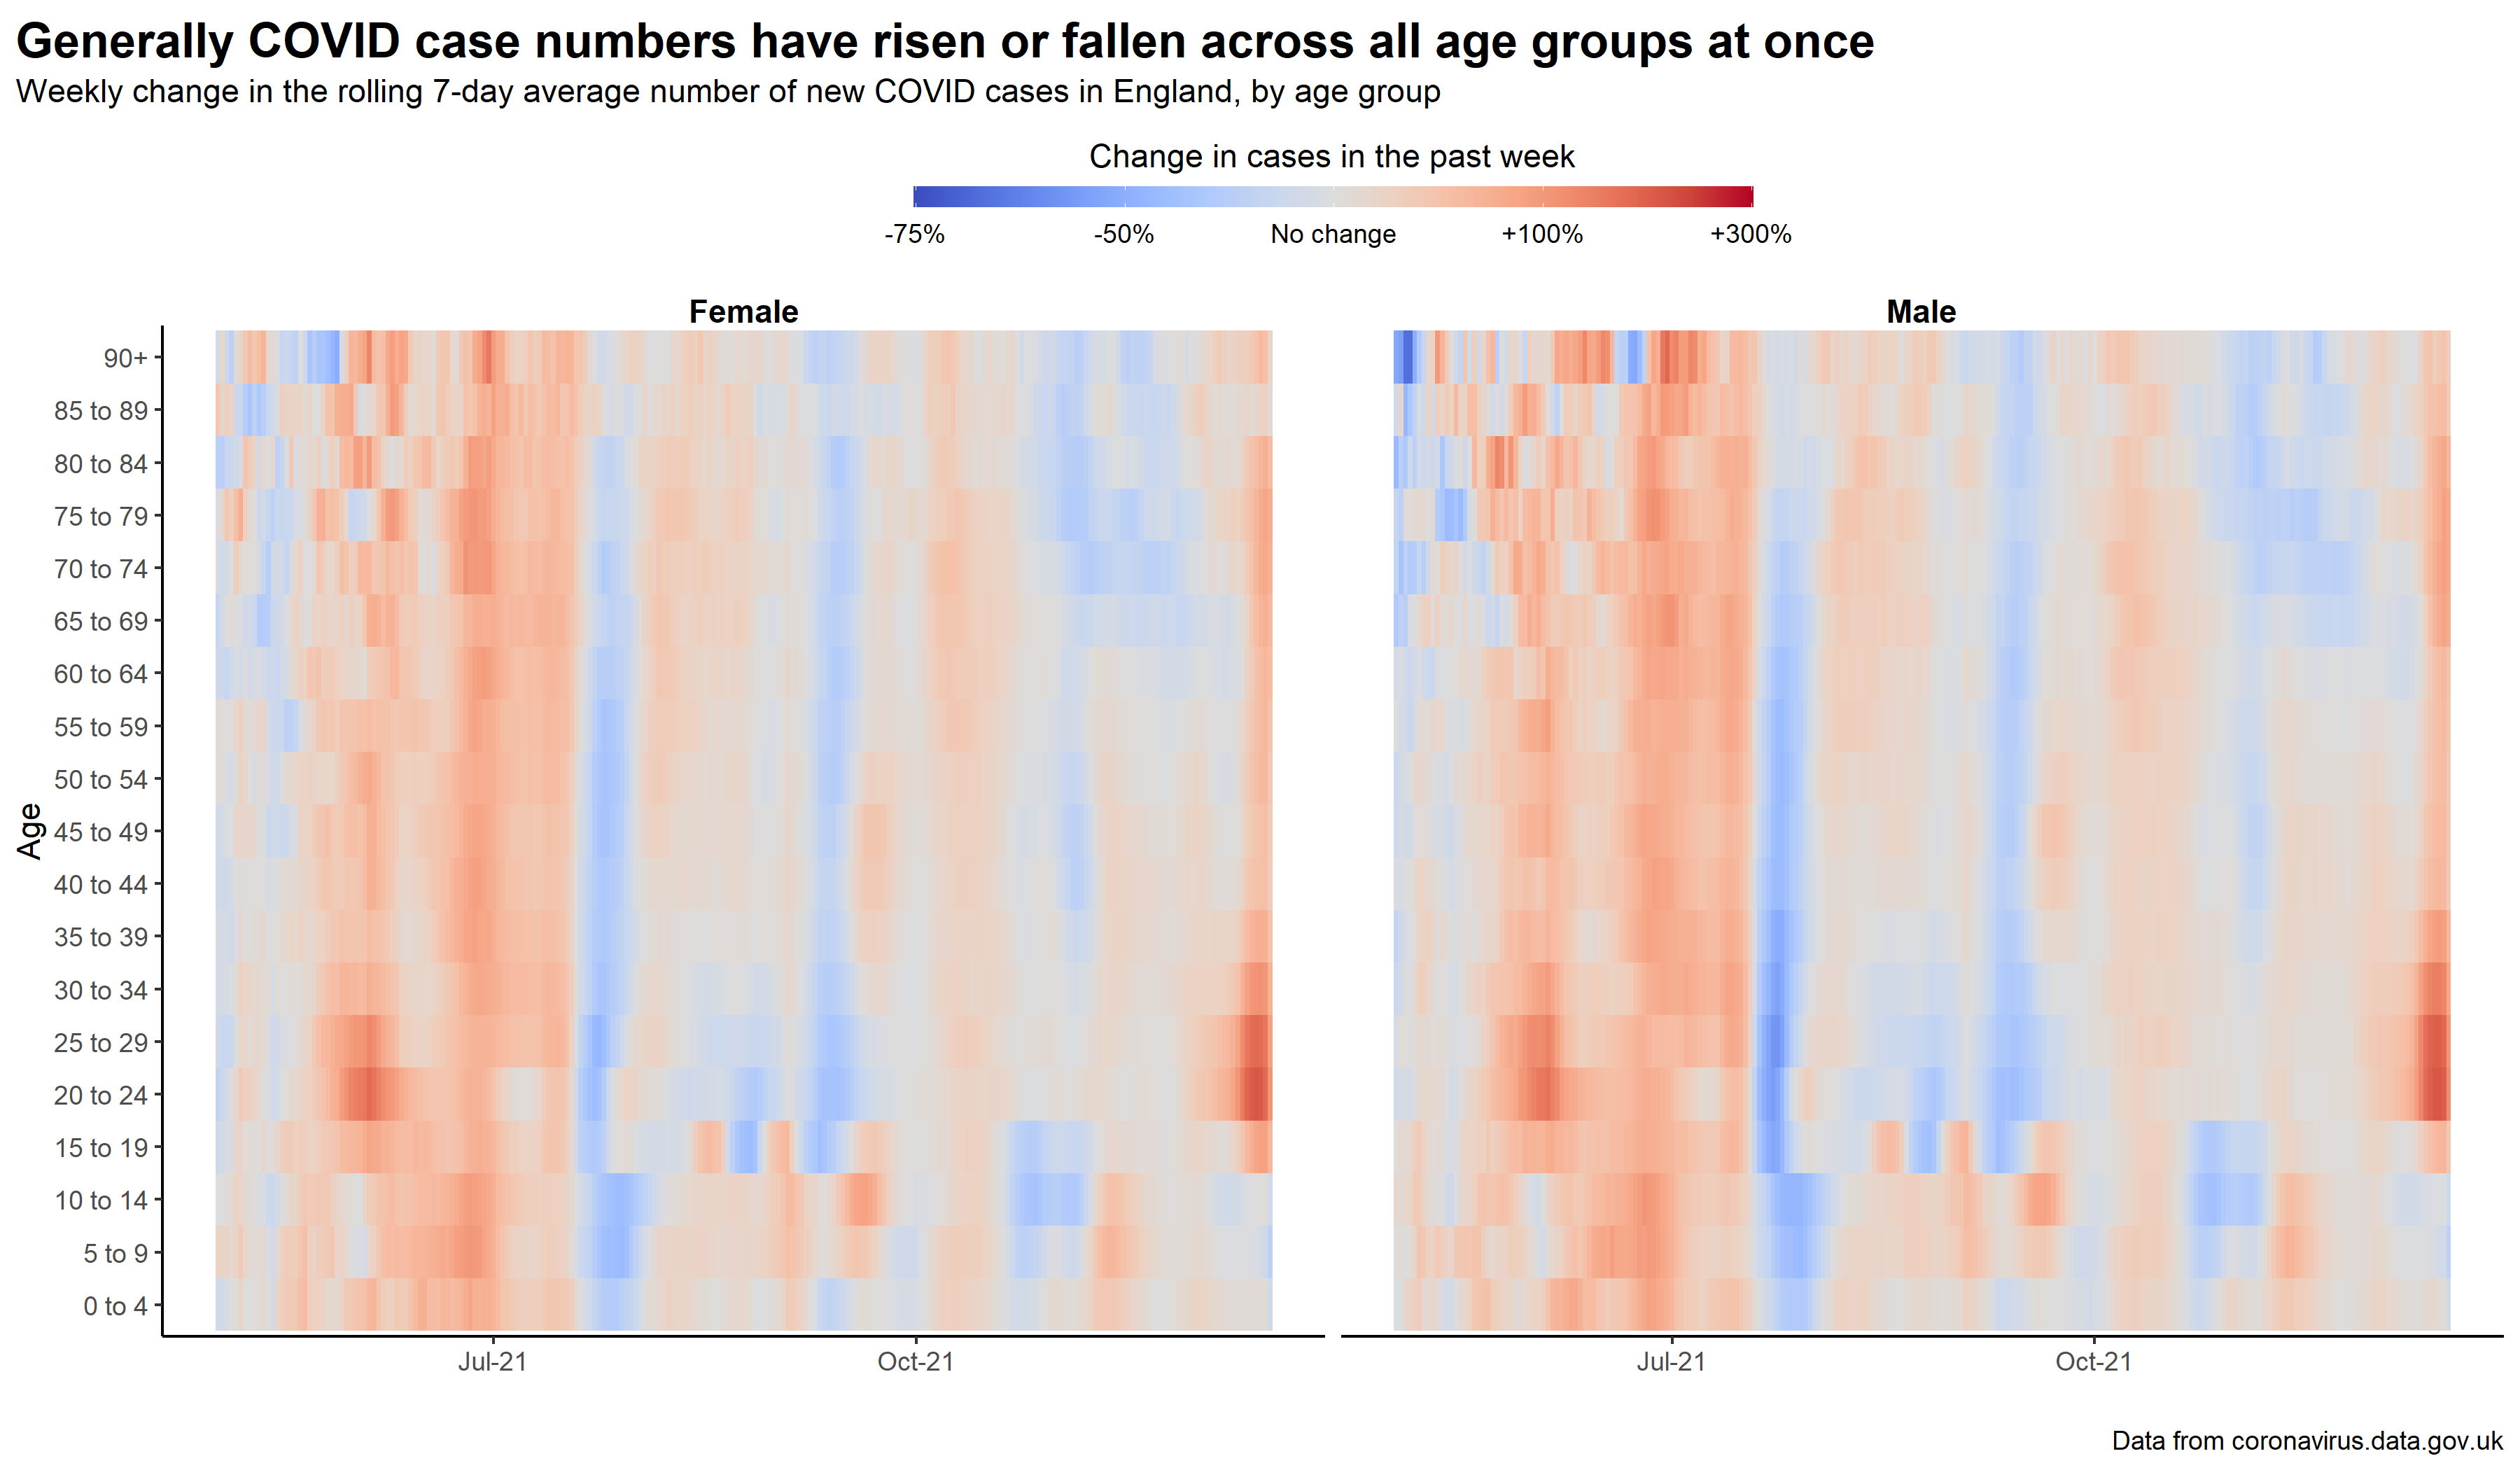 Generally COVID case numbers have risen or fallen across all age groups at once
Weekly change in the rolling 7-day average number of new COVID cases in England, by age group
Change in cases in the past week
-75% -50% No change +100% +300%
Female Male
Age
90+
85 to 89
80 to 84
75 to 79
70 to 74
65 to 69
60 to 64
55 to 59
50 to 54
45 to 49
40 to 44
35 to 39
30 to 34
25 to 29
20 to 24
15 to 19
10 to 14
5 to 9
0 to 4
Jul-21 Oct-21 Jul-21 Oct-21
Data from coronavirus.data.gov.uk